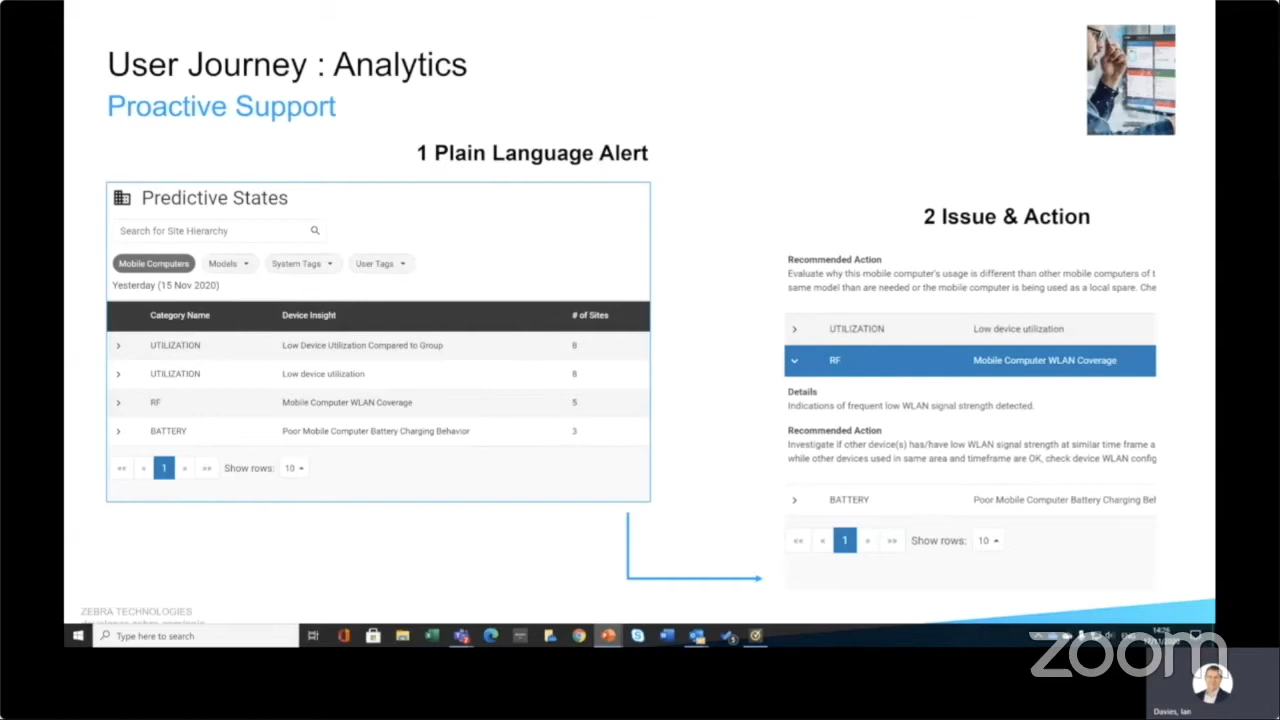 User Journey : Analytics
Proactive Support
1 Plain Language Alert
Predictive States
Search for Site Hierarchy
Mobile Computers Models System Tags User Tags
Yesterday (15 Nov 2020)
Category Name Device Insight # of Sites
UTILIZATION Low Device Utilization Compared to Group 8
UTILIZATION Low device utilization 8
RF Mobile Computer WLAN Coverage 5
BATTERY Poor Mobile Computer Battery Charging Behavior 3
«« « 1 » »» Show rows: 10
2 Issue & Action
Recommended Action
Evaluate why this mobile computer's usage is different than other mobile computers of t
same model than are needed or the mobile computer is being used as a local spare. Che
UTILIZATION Low device utilization
RF Mobile Computer WLAN Coverage
Details
Indications of frequent low WLAN signal strength detected.
Recommended Action
Investigate if other device(s) has/have low WLAN signal strength at similar time frame a
while other devices used in same area and timeframe are OK, check device WLAN config
BATTERY Poor Mobile Computer Battery Charging Bef
«« « 1 » »» Show rows: 10
ZEBRA TECHNOLOGIES
Type here to search
14:25
zoom
Davies, Ian